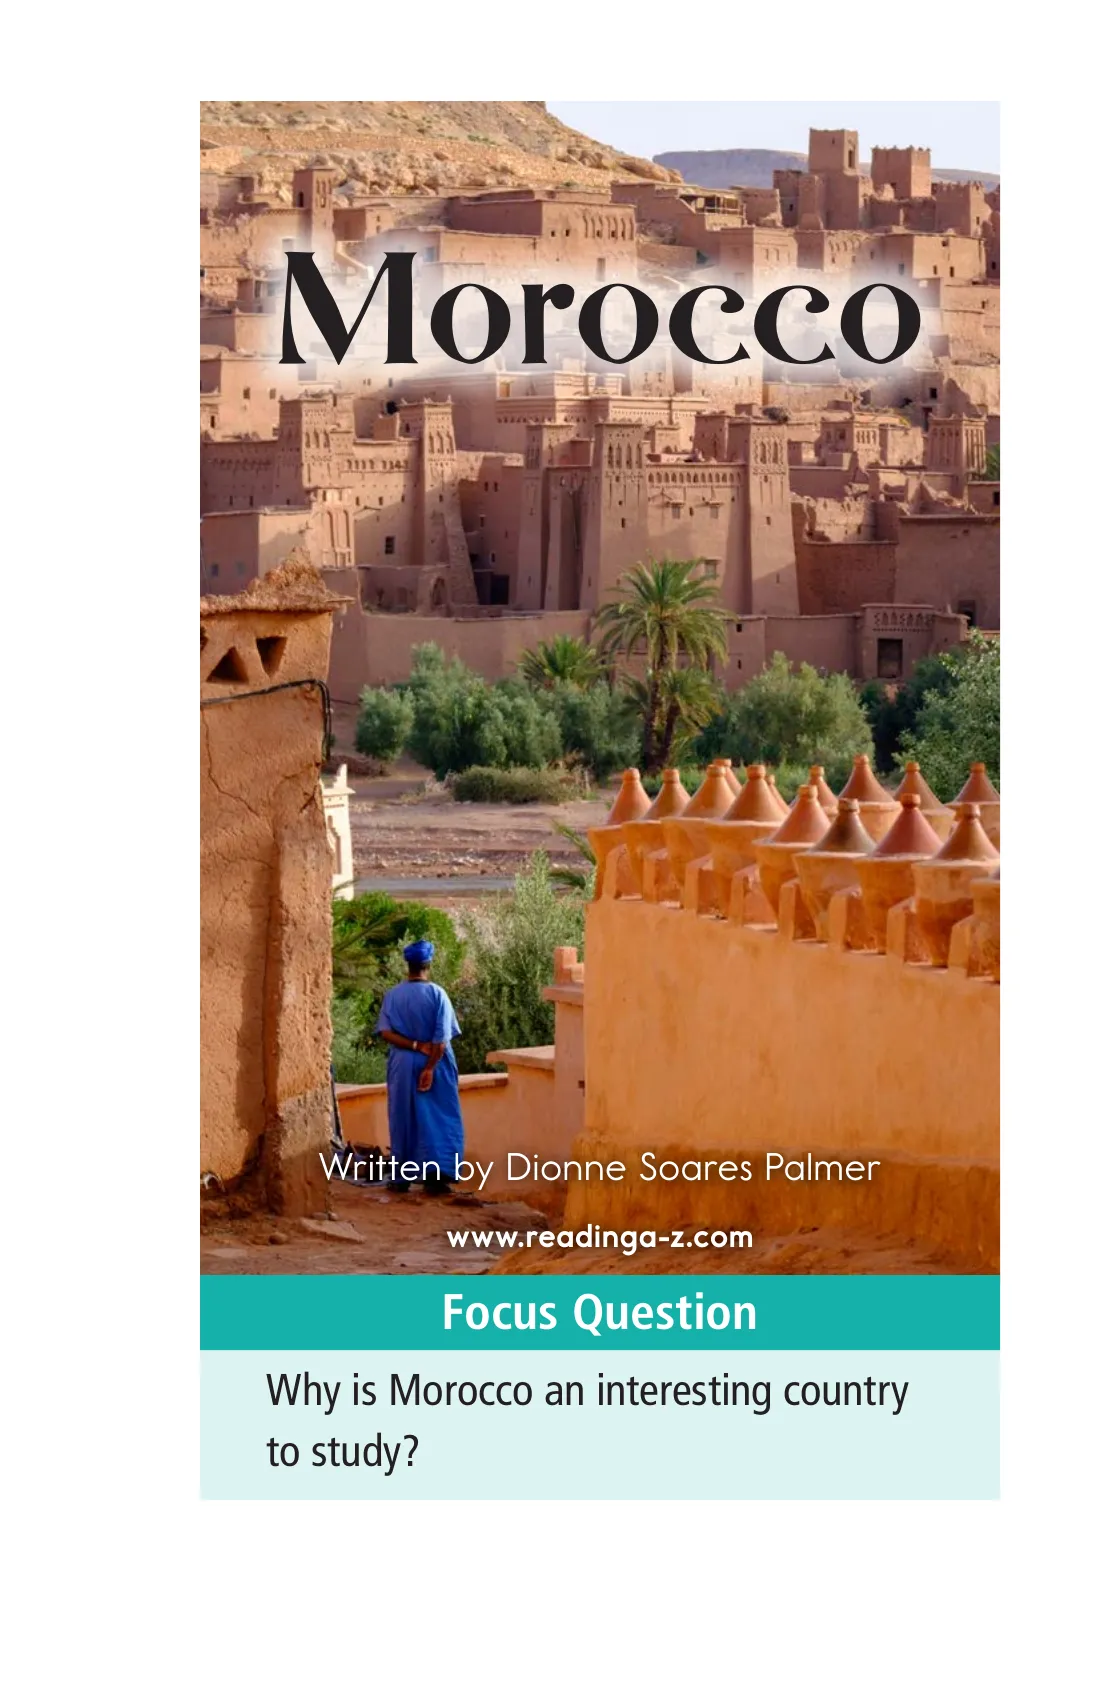 Morocco
Written by Dionne Soares Palmer
www.readinga-z.com
Focus Question
Why is Morocco an interesting country
to study?